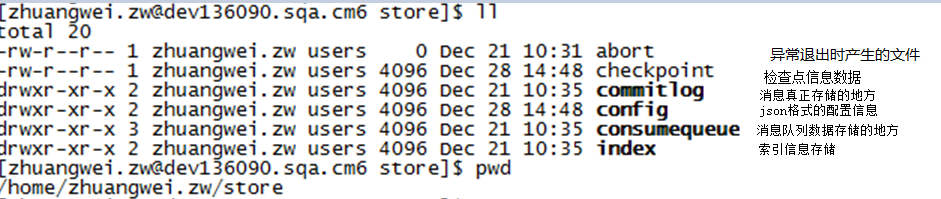 [zhuangwei.zw@dev136090.sqa.cm6 store]$ ll
total 20
-rw-r--r-- 1 zhuangwei.zw users    0 Dec 21 10:31 abort 异常退出时产生的文件
-rw-r--r-- 1 zhuangwei.zw users 4096 Dec 28 14:48 checkpoint 检查点信息数据
drwxr-xr-x 2 zhuangwei.zw users 4096 Dec 21 10:35 commitlog 消息真正存储的地方
drwxr-xr-x 2 zhuangwei.zw users 4096 Dec 28 14:48 config json格式的配置信息
drwxr-xr-x 3 zhuangwei.zw users 4096 Dec 21 10:35 consumequeue 消息队列数据存储的地方
drwxr-xr-x 2 zhuangwei.zw users 4096 Dec 21 10:35 index 索引信息存储
[zhuangwei.zw@dev136090.sqa.cm6 store]$ pwd
/home/zhuangwei.zw/store